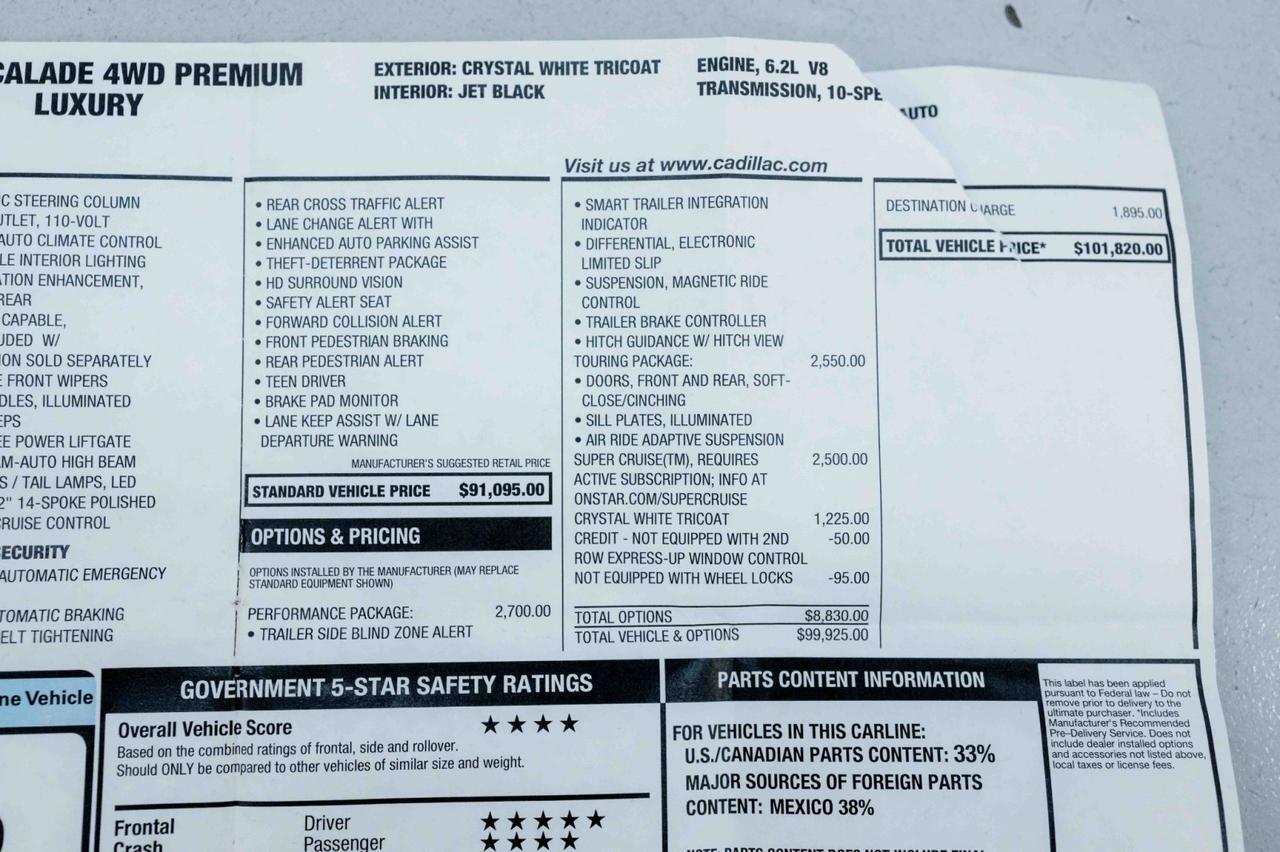 CALADE 4WD PREMIUM
LUXURY
EXTERIOR: CRYSTAL WHITE TRICOAT
INTERIOR: JET BLACK
ENGINE, 6.2L V8
TRANSMISSION, 10-SPE
AUTO
Visit us at www.cadillac.com
C STEERING COLUMN
UTLET, 110-VOLT
AUTO CLIMATE CONTROL
LE INTERIOR LIGHTING
ATION ENHANCEMENT,
REAR
CAPABLE,
UDED W/
ION SOLD SEPARATELY
E FRONT WIPERS
DLES, ILLUMINATED
EPS
EE POWER LIFTGATE
AM-AUTO HIGH BEAM
S / TAIL LAMPS, LED
2" 14-SPOKE POLISHED
CRUISE CONTROL
ECURITY
AUTOMATIC EMERGENCY
TOMATIC BRAKING
ELT TIGHTENING
• REAR CROSS TRAFFIC ALERT
• LANE CHANGE ALERT WITH
• ENHANCED AUTO PARKING ASSIST
• THEFT-DETERRENT PACKAGE
• HD SURROUND VISION
• SAFETY ALERT SEAT
• FORWARD COLLISION ALERT
• FRONT PEDESTRIAN BRAKING
• REAR PEDESTRIAN ALERT
• TEEN DRIVER
• BRAKE PAD MONITOR
• LANE KEEP ASSIST W/ LANE
DEPARTURE WARNING
MANUFACTURER'S SUGGESTED RETAIL PRICE
STANDARD VEHICLE PRICE $91,095.00
OPTIONS & PRICING
OPTIONS INSTALLED BY THE MANUFACTURER (MAY REPLACE
STANDARD EQUIPMENT SHOWN)
PERFORMANCE PACKAGE: 2,700.00
• TRAILER SIDE BLIND ZONE ALERT
• SMART TRAILER INTEGRATION
INDICATOR
• DIFFERENTIAL, ELECTRONIC
LIMITED SLIP
• SUSPENSION, MAGNETIC RIDE
CONTROL
• TRAILER BRAKE CONTROLLER
• HITCH GUIDANCE W/ HITCH VIEW
TOURING PACKAGE: 2,550.00
• DOORS, FRONT AND REAR, SOFT-
CLOSE/CINCHING
• SILL PLATES, ILLUMINATED
• AIR RIDE ADAPTIVE SUSPENSION
SUPER CRUISE(TM), REQUIRES 2,500.00
ACTIVE SUBSCRIPTION; INFO AT
ONSTAR.COM/SUPERCRUISE
CRYSTAL WHITE TRICOAT 1,225.00
CREDIT - NOT EQUIPPED WITH 2ND -50.00
ROW EXPRESS-UP WINDOW CONTROL
NOT EQUIPPED WITH WHEEL LOCKS -95.00
TOTAL OPTIONS $8,830.00
TOTAL VEHICLE & OPTIONS $99,925.00
DESTINATION C ARGE 1,895.00
TOTAL VEHICLE PRICE* $101,820.00
ne Vehicle
GOVERNMENT 5-STAR SAFETY RATINGS
Overall Vehicle Score ★★★★
Based on the combined ratings of frontal, side and rollover.
Should ONLY be compared to other vehicles of similar size and weight.
Frontal Driver ★★★★★
Crash Passenger ★★★★
PARTS CONTENT INFORMATION
FOR VEHICLES IN THIS CARLINE:
U.S./CANADIAN PARTS CONTENT: 33%
MAJOR SOURCES OF FOREIGN PARTS
CONTENT: MEXICO 38%
This label has been applied
pursuant to Federal law – Do not
remove prior to delivery to the
ultimate purchaser. *Includes
Manufacturer's Recommended
Pre-Delivery Service. Does not
include dealer installed options
and accessories not listed above,
local taxes or license fees.